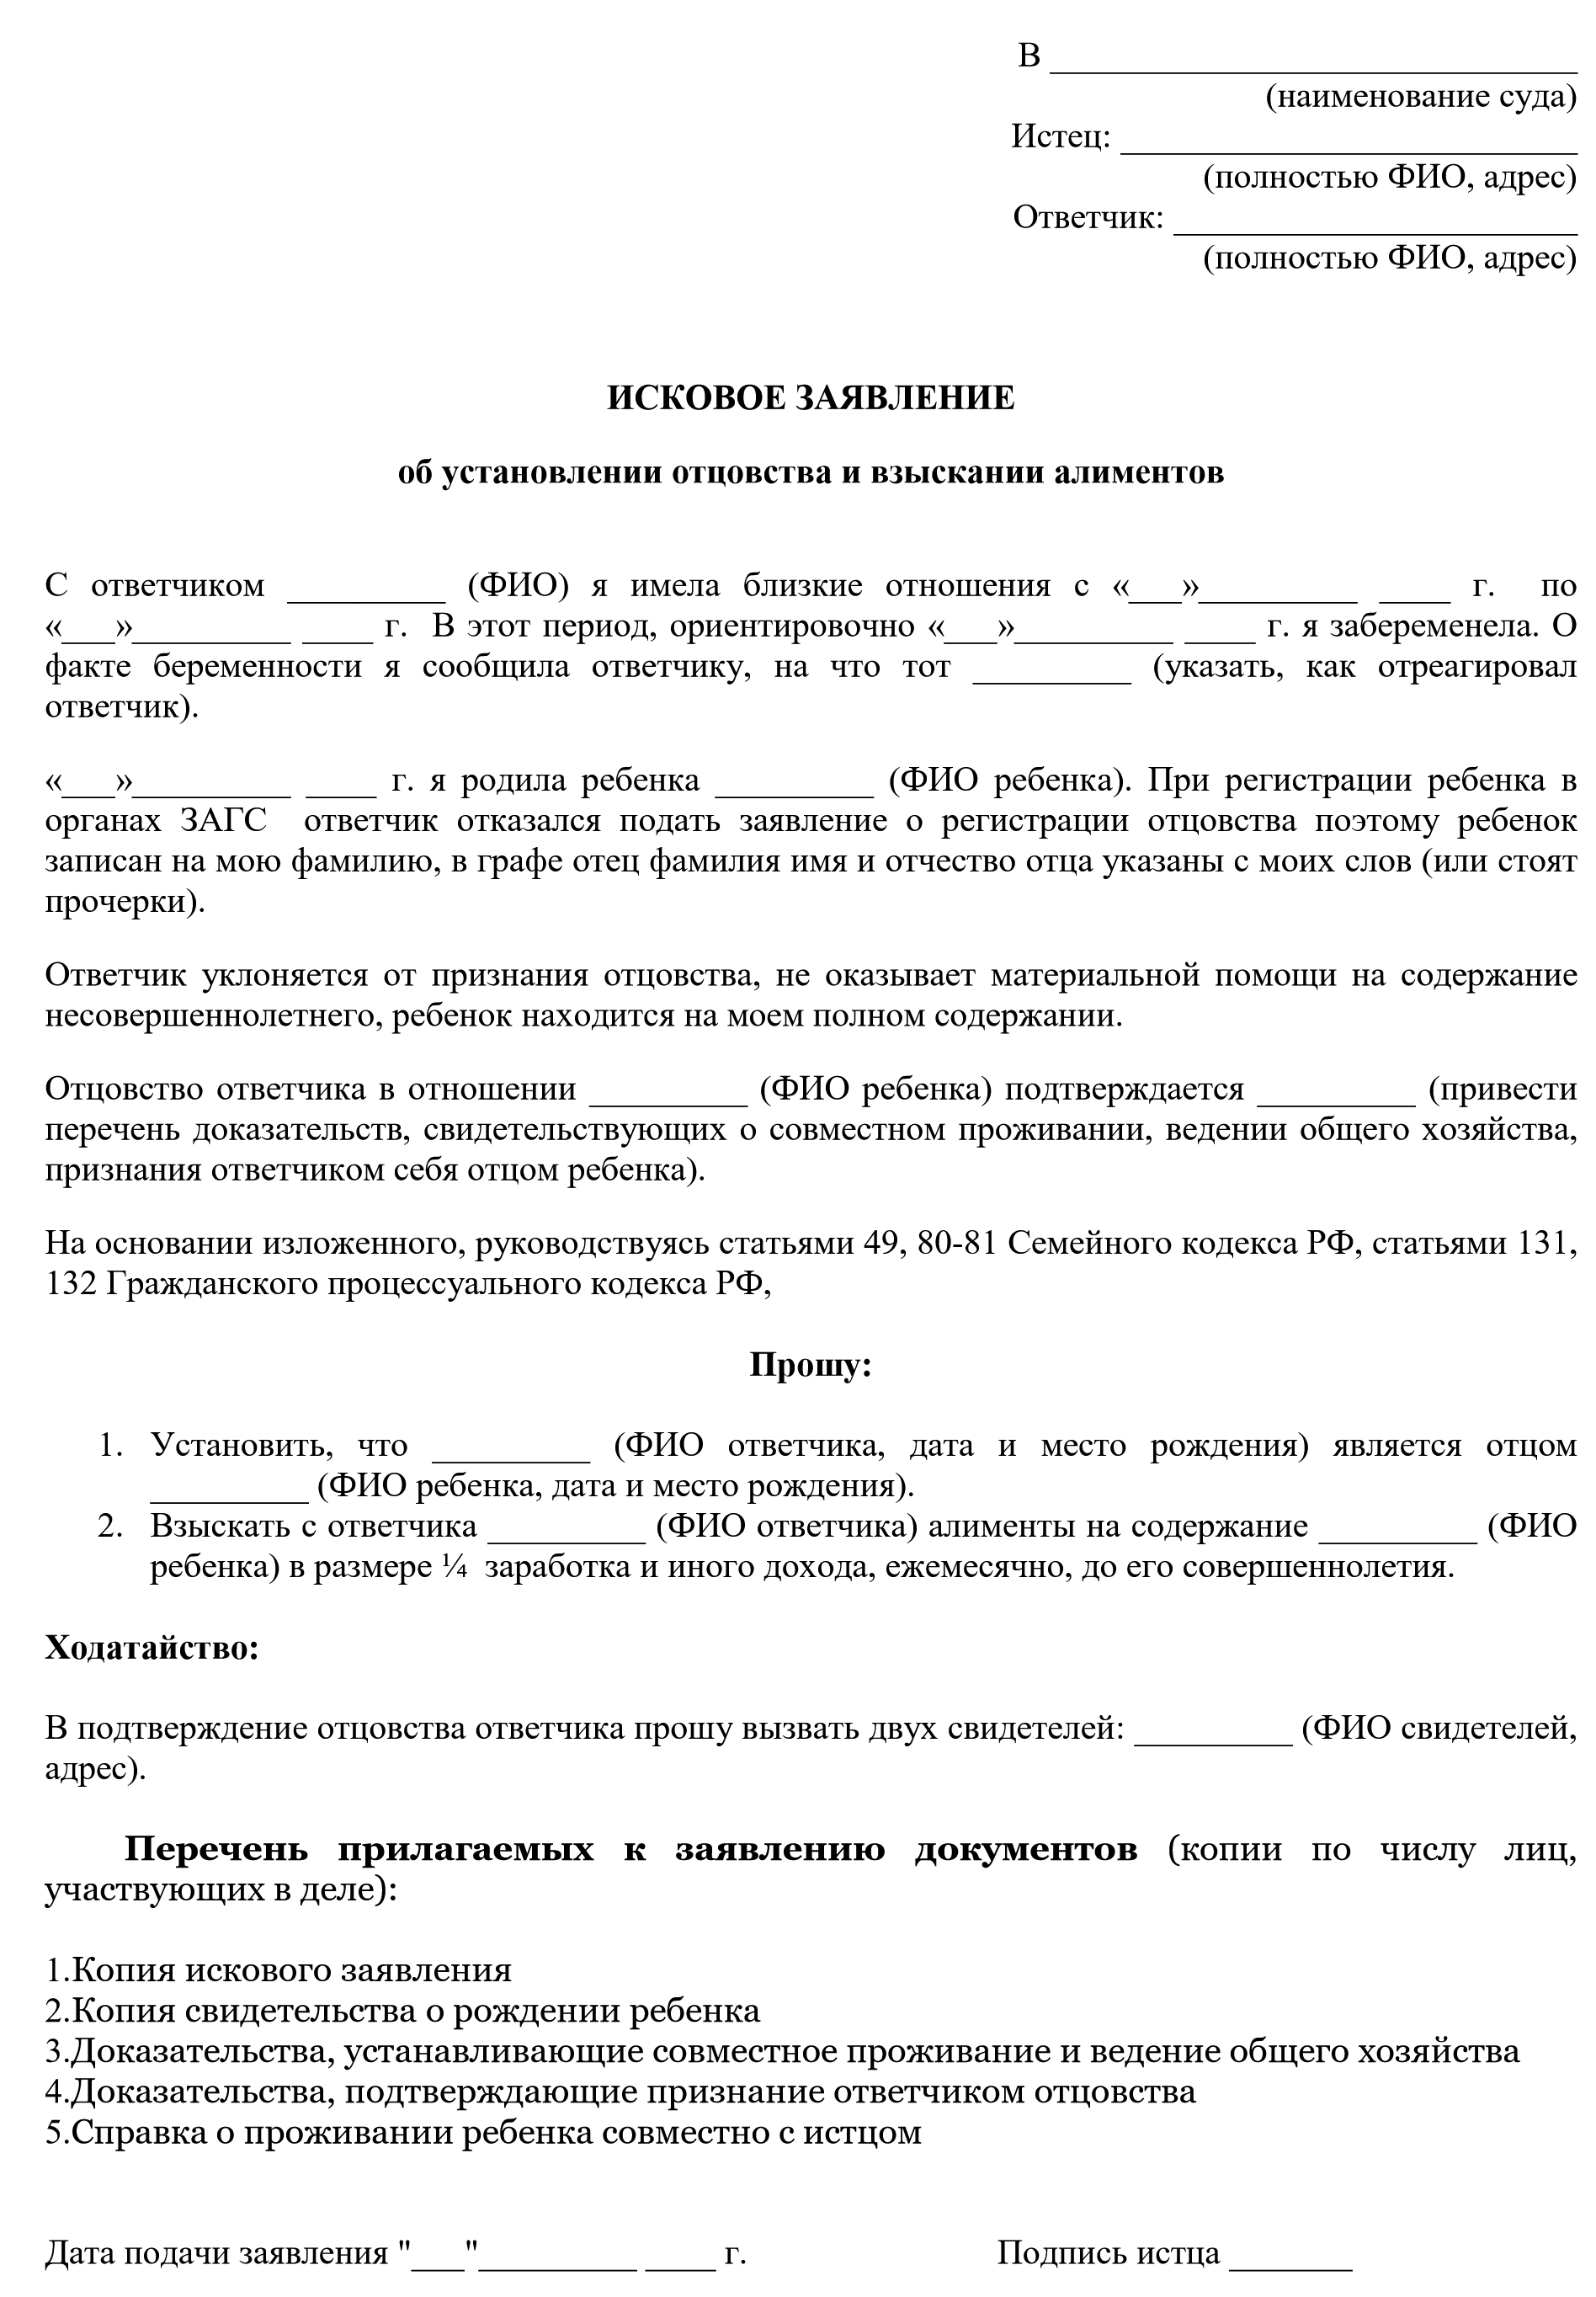 В ______________________________
(наименование суда)
Истец: __________________________
(полностью ФИО, адрес)
Ответчик: _______________________
(полностью ФИО, адрес)
ИСКОВОЕ ЗАЯВЛЕНИЕ
об установлении отцовства и взыскании алиментов
С ответчиком _________ (ФИО) я имела близкие отношения с «___»_________ ____ г. по
«___»_________ ____ г. В этот период, ориентировочно «___»_________ ____ г. я забеременела. О
факте беременности я сообщила ответчику, на что тот _________ (указать, как отреагировал
ответчик).
«___»_________ ____ г. я родила ребенка _________ (ФИО ребенка). При регистрации ребенка в
органах ЗАГС ответчик отказался подать заявление о регистрации отцовства поэтому ребенок
записан на мою фамилию, в графе отец фамилия имя и отчество отца указаны с моих слов (или стоят
прочерки).
Ответчик уклоняется от признания отцовства, не оказывает материальной помощи на содержание
несовершеннолетнего, ребенок находится на моем полном содержании.
Отцовство ответчика в отношении _________ (ФИО ребенка) подтверждается _________ (привести
перечень доказательств, свидетельствующих о совместном проживании, ведении общего хозяйства,
признания ответчиком себя отцом ребенка).
На основании изложенного, руководствуясь статьями 49, 80-81 Семейного кодекса РФ, статьями 131,
132 Гражданского процессуального кодекса РФ,
Прошу:
1. Установить, что _________ (ФИО ответчика, дата и место рождения) является отцом
_________ (ФИО ребенка, дата и место рождения).
2. Взыскать с ответчика _________ (ФИО ответчика) алименты на содержание _________ (ФИО
ребенка) в размере ¼ заработка и иного дохода, ежемесячно, до его совершеннолетия.
Ходатайство:
В подтверждение отцовства ответчика прошу вызвать двух свидетелей: _________ (ФИО свидетелей,
адрес).
Перечень прилагаемых к заявлению документов (копии по числу лиц,
участвующих в деле):
1.Копия искового заявления
2.Копия свидетельства о рождении ребенка
3.Доказательства, устанавливающие совместное проживание и ведение общего хозяйства
4.Доказательства, подтверждающие признание ответчиком отцовства
5.Справка о проживании ребенка совместно с истцом
Дата подачи заявления "___"_________ ____ г. Подпись истца _______